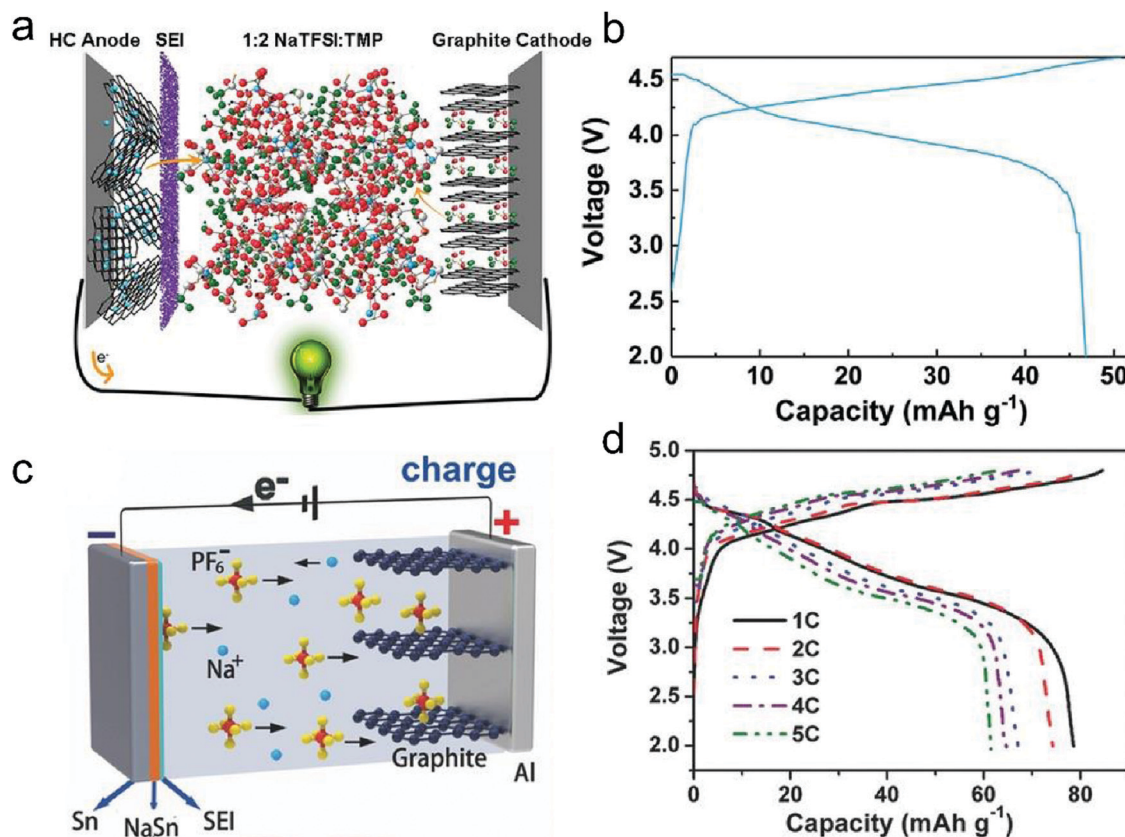 a
HC Anode SEI 1:2 NaTFSI:TMP Graphite Cathode
e-
b
Voltage (V)
4.5
4.0
3.5
3.0
2.5
2.0
0 10 20 30 40 50
Capacity (mAh g⁻¹)
c
charge
e-
− +
PF₆⁻
Na⁺
Graphite
Al
Sn NaSn SEI
d
Voltage (V)
5.0
4.5
4.0
3.5
3.0
2.5
2.0
1C
2C
3C
4C
5C
0 20 40 60 80
Capacity (mAh g⁻¹)